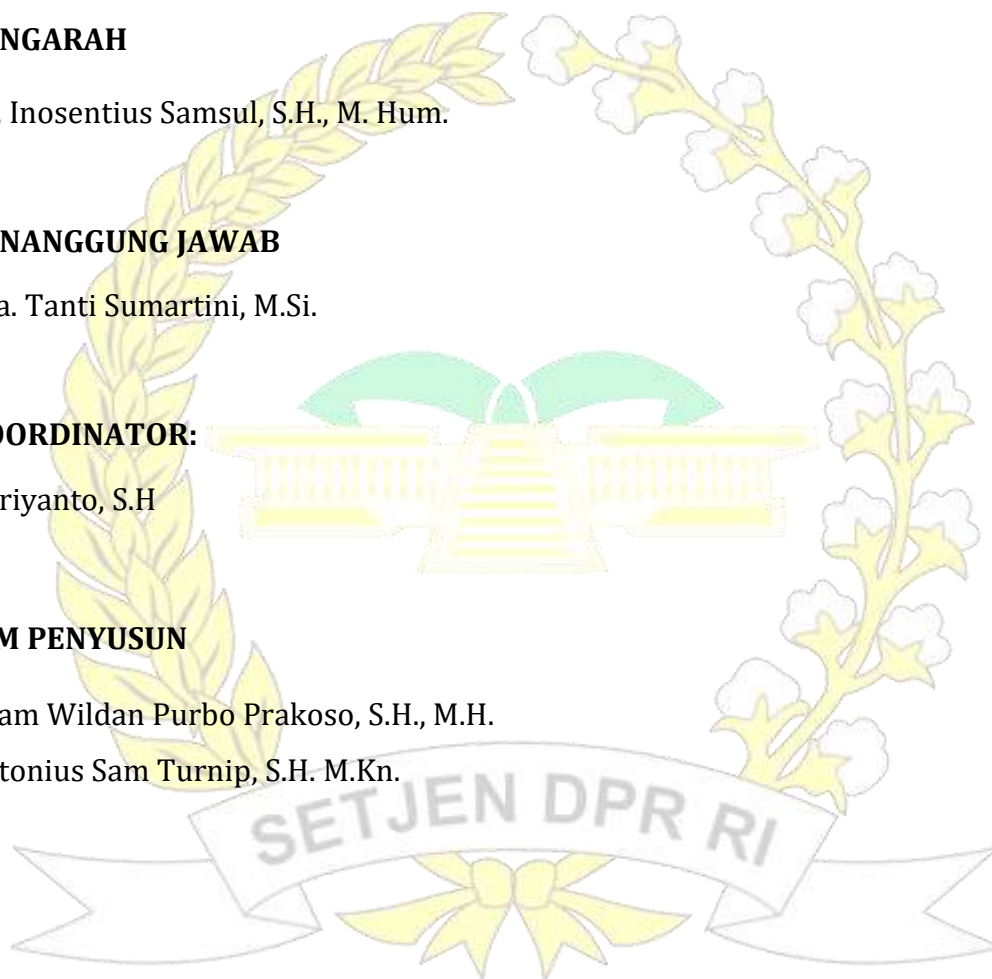 NGARAH
. Inosentius Samsul, S.H., M. Hum.
NANGGUNG JAWAB
a. Tanti Sumartini, M.Si.
OORDINATOR:
riyanto, S.H
M PENYUSUN
am Wildan Purbo Prakoso, S.H., M.H.
tonius Sam Turnip, S.H. M.Kn.
SETJEN DPR RI